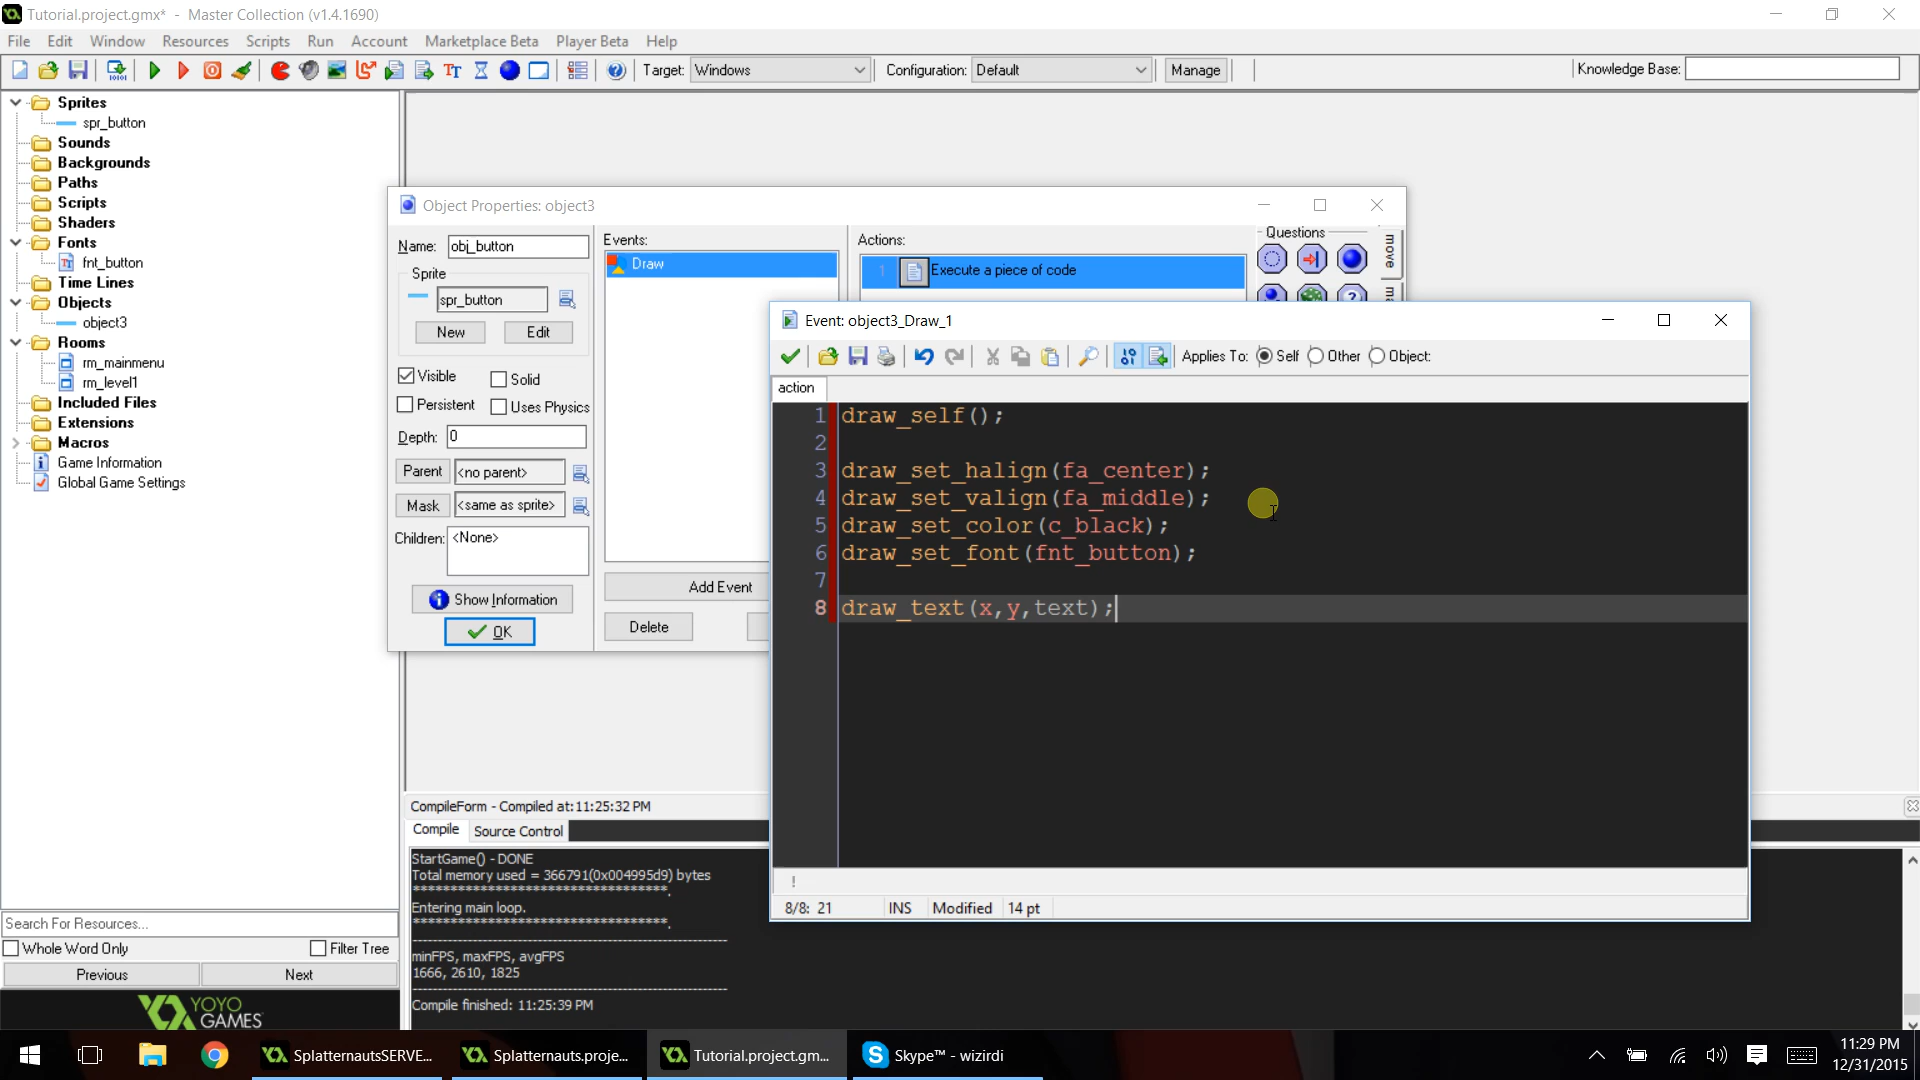 Tutorial.project.gmx* - Master Collection (v1.4.1690)
File Edit Window Resources Scripts Run Account Marketplace Beta Player Beta Help
Target: Windows Configuration: Default Manage Knowledge Base:
Sprites
spr_button
Sounds
Backgrounds
Paths
Scripts
Shaders
Fonts
fnt_button
Time Lines
Objects
object3
Rooms
rm_mainmenu
rm_level1
Included Files
Extensions
Macros
Game Information
Global Game Settings
Search For Resources...
Whole Word Only Filter Tree
Previous Next
YOYO
GAMES
Object Properties: object3
Name: obj_button
Sprite
spr_button
New Edit
Visible Solid
Persistent Uses Physics
Depth: 0
Parent <no parent>
Mask <same as sprite>
Children: <None>
Show Information
OK
Events:
Draw
Add Event
Delete
Actions:
1 Execute a piece of code
Questions
move
Event: object3_Draw_1
Applies To: Self Other Object:
action
1 draw_self();
2
3 draw_set_halign(fa_center);
4 draw_set_valign(fa_middle);
5 draw_set_color(c_black);
6 draw_set_font(fnt_button);
7
8 draw_text(x,y,text);
!
8/8: 21 INS Modified 14 pt
CompileForm - Compiled at: 11:25:32 PM
Compile Source Control
StartGame() - DONE
Total memory used = 366791(0x004995d9) bytes
**********************************.
Entering main loop.
**********************************.
minFPS, maxFPS, avgFPS
1666, 2610, 1825
Compile finished: 11:25:39 PM
SplatternautsSERVE... Splatternauts.proje... Tutorial.project.gm... Skype™ - wizirdi
11:29 PM
12/31/2015